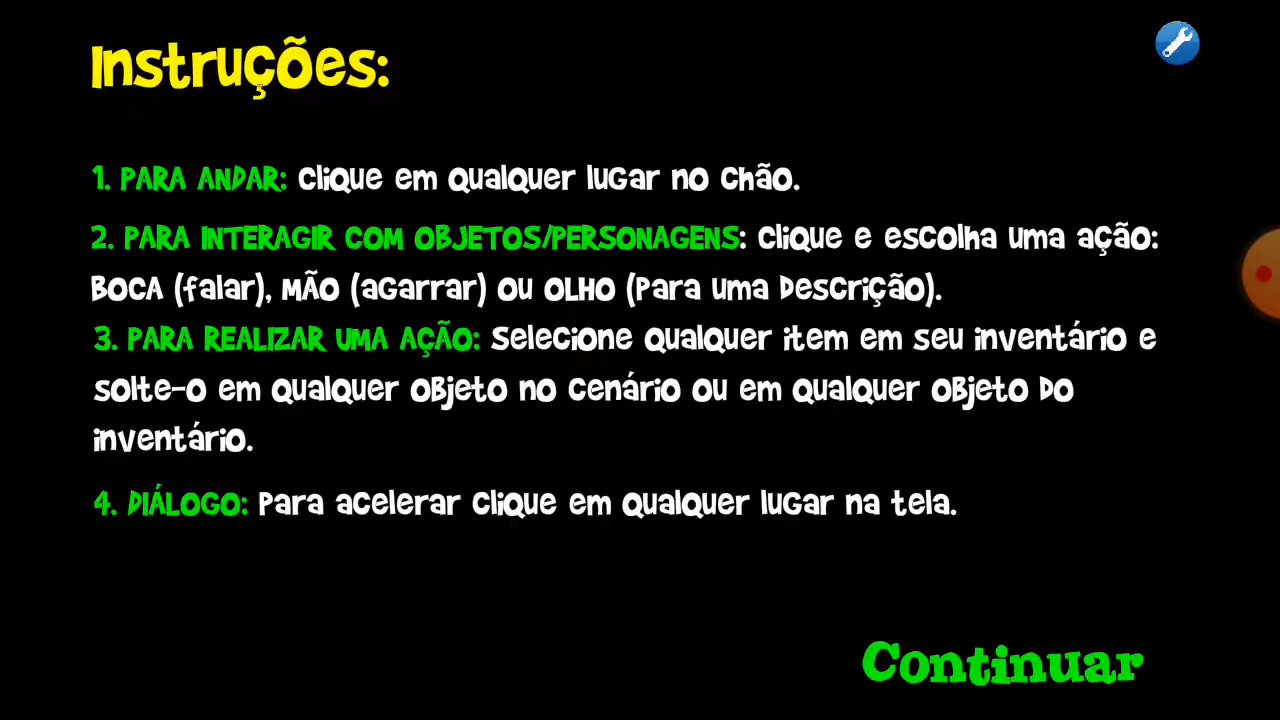 Instruções:
1. PARA ANDAR: Clique em qualquer lugar no chão.
2. PARA INTERAGIR COM OBJETOS/PERSONAGENS: Clique e escolha uma ação:
BOCA (falar), MÃO (agarrar) ou OLHO (para uma descrição).
3. PARA REALIZAR UMA AÇÃO: Selecione qualquer item em seu inventário e
solte-o em qualquer objeto no cenário ou em qualquer objeto do
inventário.
4. DIÁLOGO: Para acelerar clique em qualquer lugar na tela.
Continuar